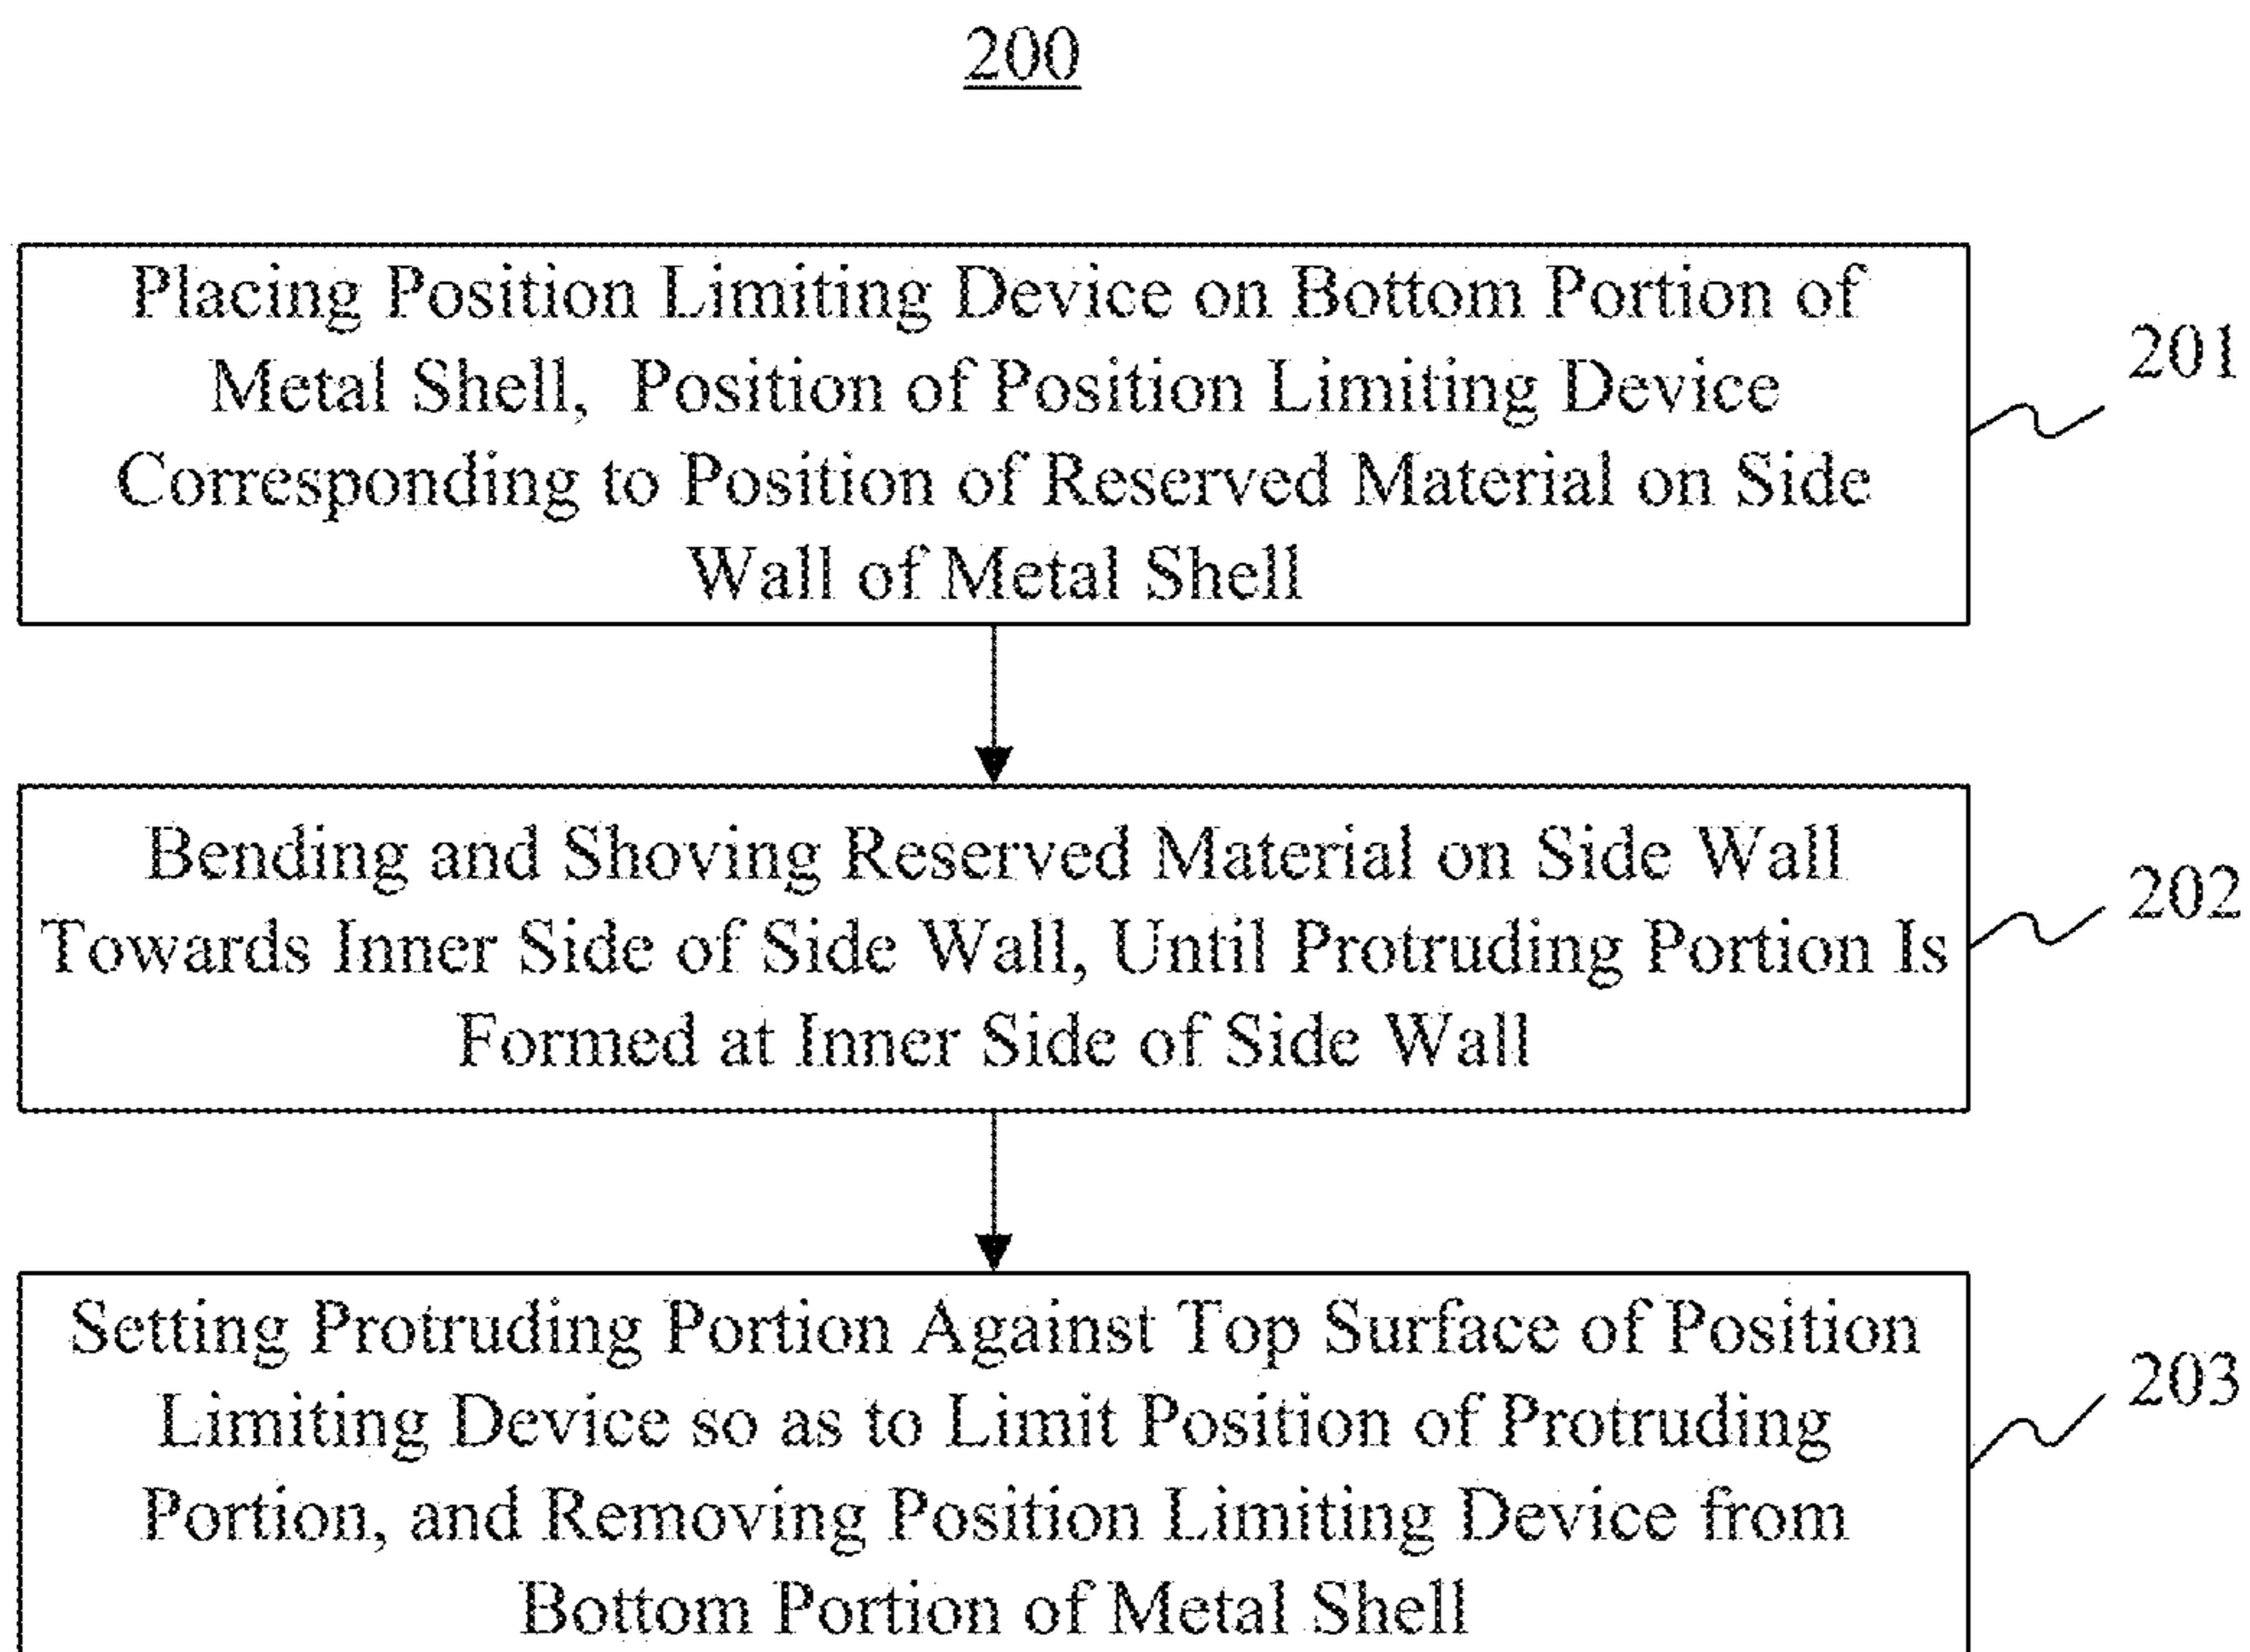 200
Placing Position Limiting Device on Bottom Portion of
Metal Shell, Position of Position Limiting Device
Corresponding to Position of Reserved Material on Side
Wall of Metal Shell
201
Bending and Shoving Reserved Material on Side Wall
Towards Inner Side of Side Wall, Until Protruding Portion Is
Formed at Inner Side of Side Wall
202
Setting Protruding Portion Against Top Surface of Position
Limiting Device so as to Limit Position of Protruding
Portion, and Removing Position Limiting Device from
Bottom Portion of Metal Shell
203